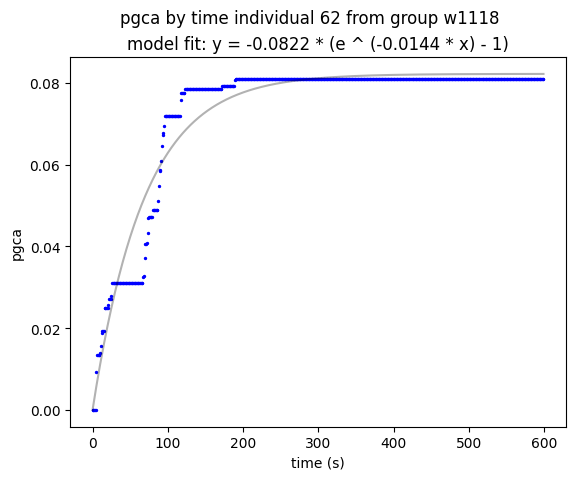 pgca by time individual 62 from group w1118
model fit: y = -0.0822 * (e ^ (-0.0144 * x) - 1)
0.08
0.06
0.04
0.02
0.00
pgca
0 100 200 300 400 500 600
time (s)